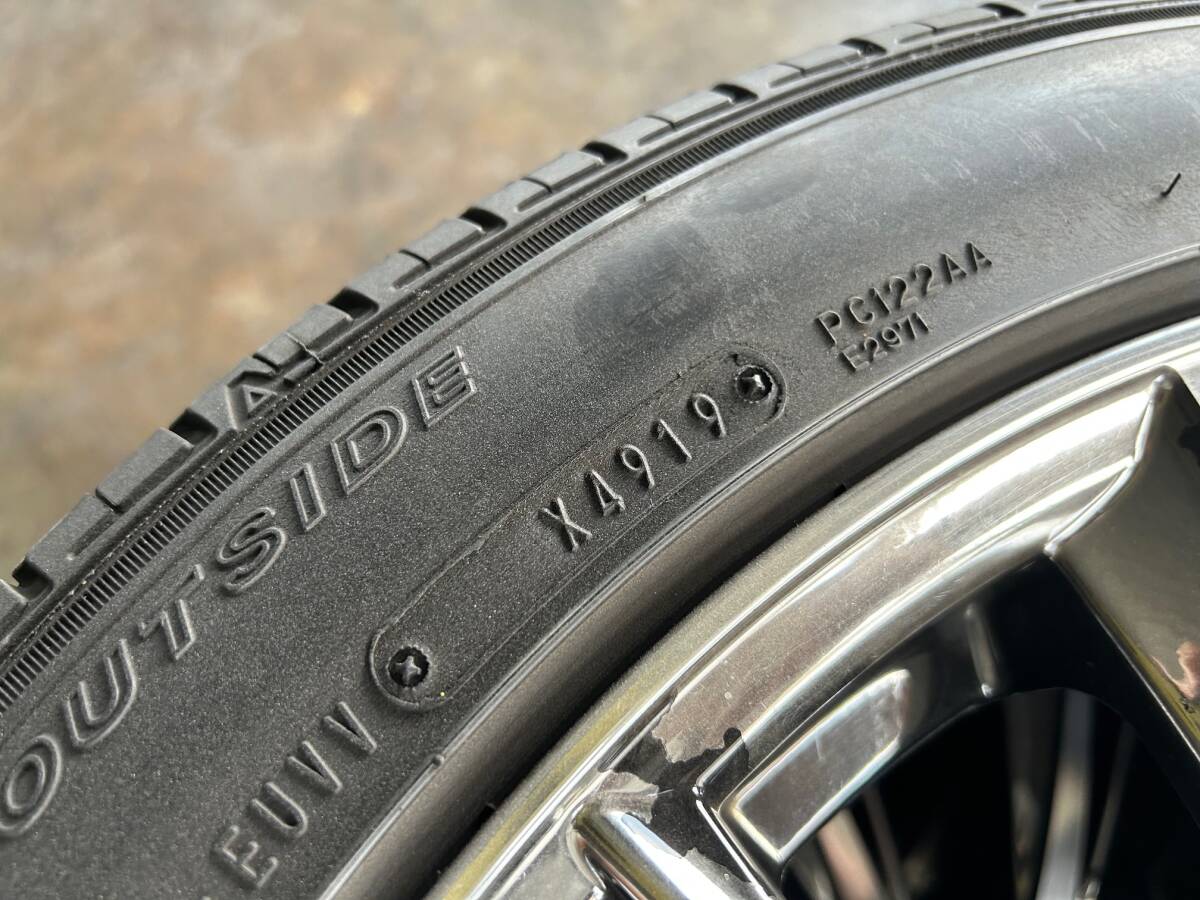 OUTSIDE
X4919
PC122AA
E2971
EUVV